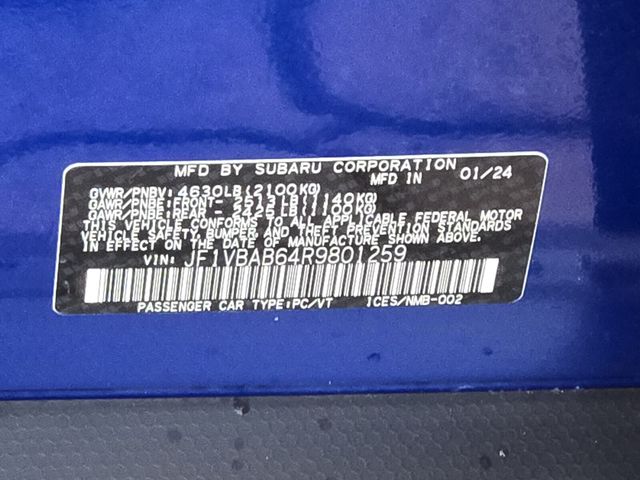 MFD BY SUBARU CORPORATION
MFD IN 01/24
GVWR/PNBV: 4630LB(2100KG)
GAWR/PNBE:FRONT- 2513LB(1140KG)
GAWR/PNBE:REAR - 2425LB(1100KG)
THIS VEHICLE CONFORMS TO ALL APPLICABLE FEDERAL MOTOR
VEHICLE SAFETY, BUMPER, AND THEFT PREVENTION STANDARDS
IN EFFECT ON THE DATE OF MANUFACTURE SHOWN ABOVE.
VIN: JF1VBAB64R9801259
PASSENGER CAR TYPE:PC/VT ICES/NMB-002